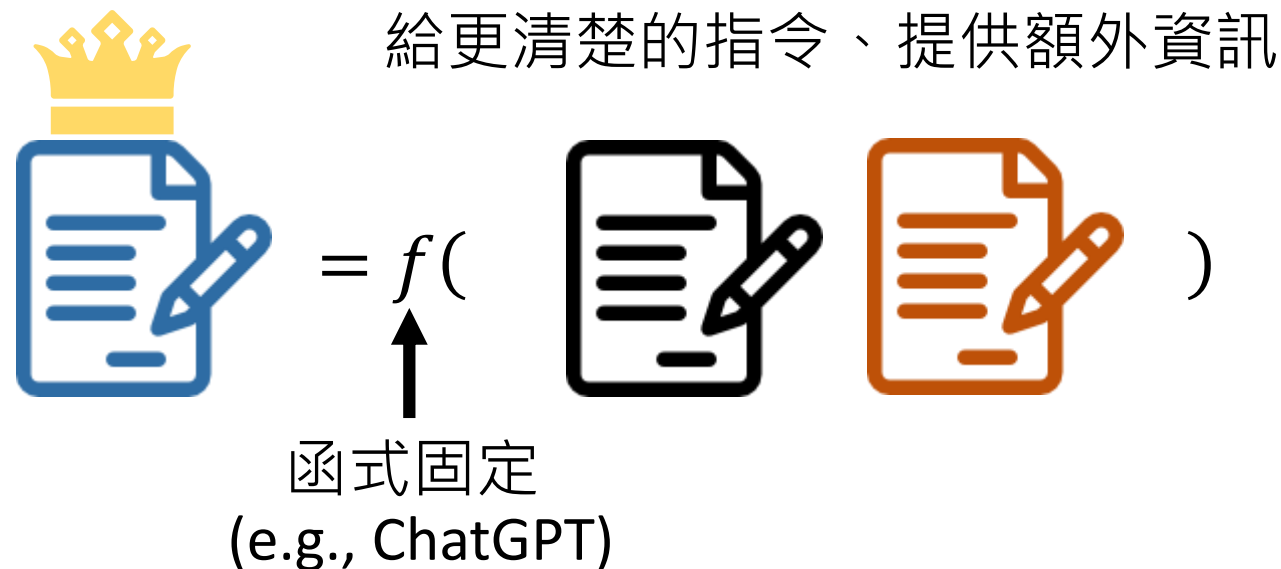 給更清楚的指令、提供額外資訊
= f( )
函式固定
(e.g., ChatGPT)